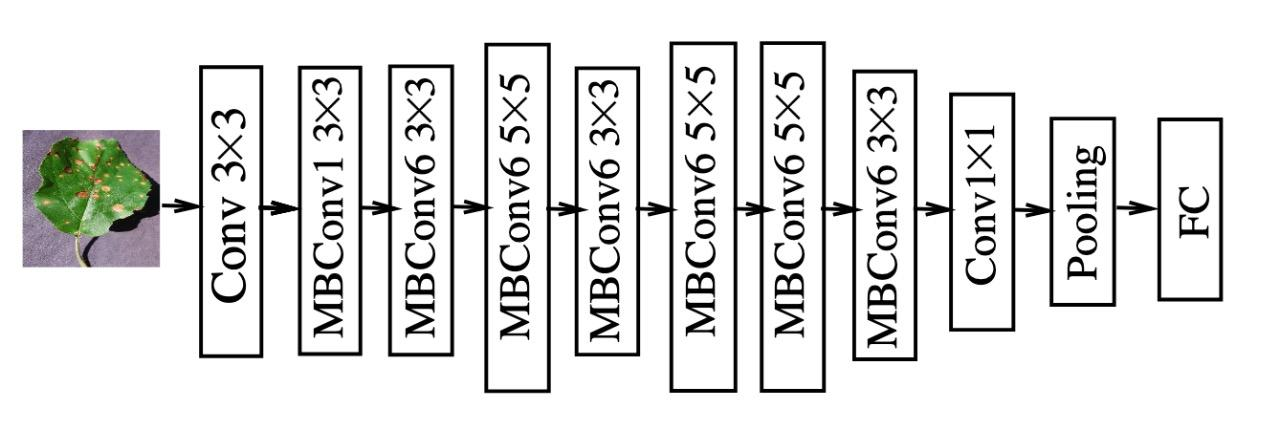 Conv 3×3
MBConv1 3×3
MBConv6 3×3
MBConv6 5×5
MBConv6 3×3
MBConv6 5×5
MBConv6 5×5
MBConv6 3×3
Conv1×1
Pooling
FC